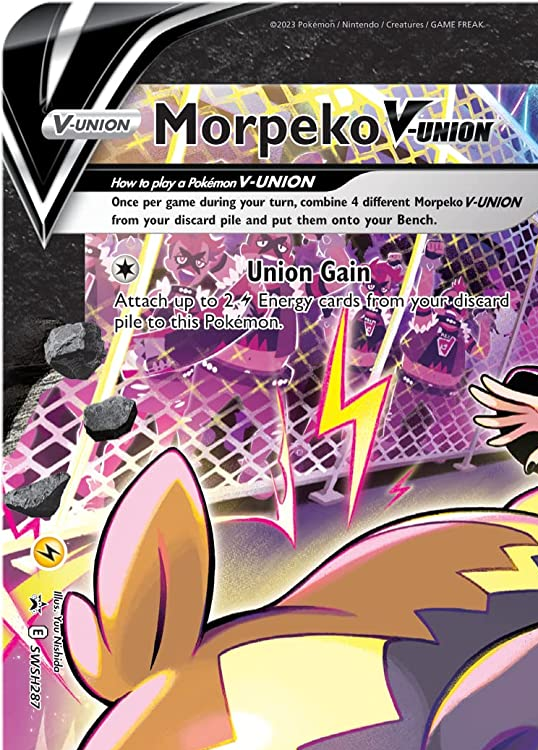 ©2023 Pokémon / Nintendo / Creatures / GAME FREAK.
V-UNION
Morpeko V-UNION
How to play a Pokémon V-UNION
Once per game during your turn, combine 4 different Morpeko V-UNION
from your discard pile and put them onto your Bench.
Union Gain
Attach up to 2 Energy cards from your discard
pile to this Pokémon.
Illus. Yuu Nishida
E SWSH287